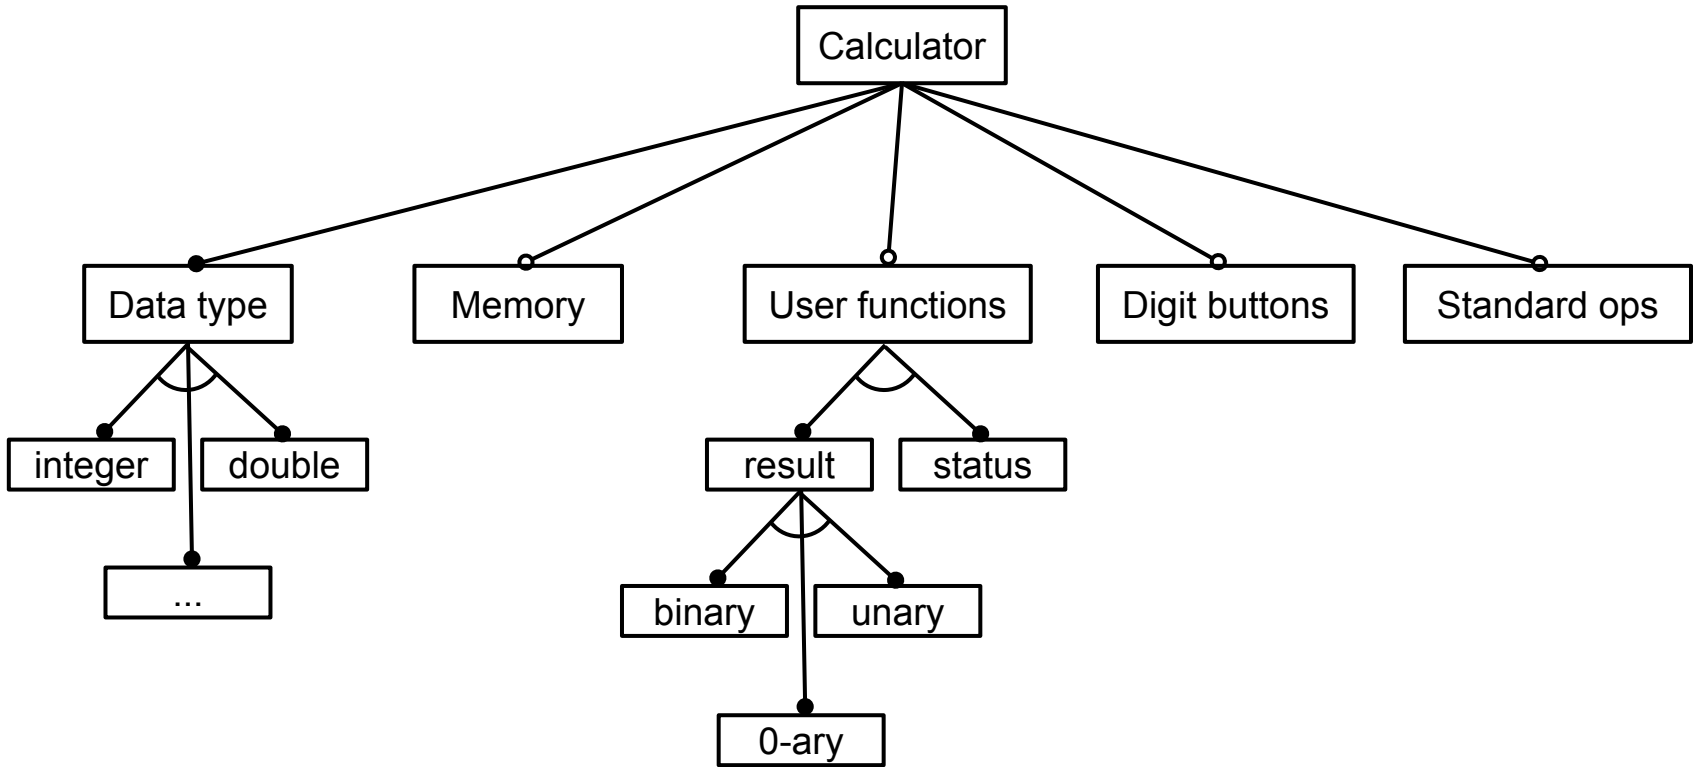 Calculator
Data type
Memory
User functions
Digit buttons
Standard ops
integer
double
result
status
...
binary
unary
0-ary